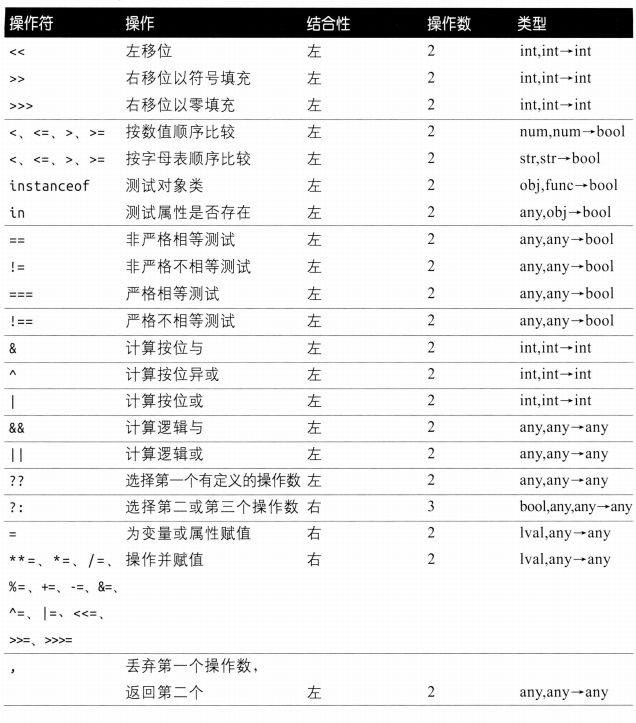 操作符 操作 结合性 操作数 类型
<< 左移位 左 2 int,int→int
>> 右移位以符号填充 左 2 int,int→int
>>> 右移位以零填充 左 2 int,int→int
<、<=、>、>= 按数值顺序比较 左 2 num,num→bool
<、<=、>、>= 按字母表顺序比较 左 2 str,str→bool
instanceof 测试对象类 左 2 obj,func→bool
in 测试属性是否存在 左 2 any,obj→bool
== 非严格相等测试 左 2 any,any→bool
!= 非严格不相等测试 左 2 any,any→bool
=== 严格相等测试 左 2 any,any→bool
!== 严格不相等测试 左 2 any,any→bool
& 计算按位与 左 2 int,int→int
^ 计算按位异或 左 2 int,int→int
| 计算按位或 左 2 int,int→int
&& 计算逻辑与 左 2 any,any→any
|| 计算逻辑或 左 2 any,any→any
?? 选择第一个有定义的操作数 左 2 any,any→any
?: 选择第二或第三个操作数 右 3 bool,any,any→any
= 为变量或属性赋值 右 2 lval,any→any
**=、*=、/=、 操作并赋值 右 2 lval,any→any
%=、+=、-=、&=、
^=、|=、<<=、
>>=、>>>=
, 丢弃第一个操作数，
返回第二个 左 2 any,any→any